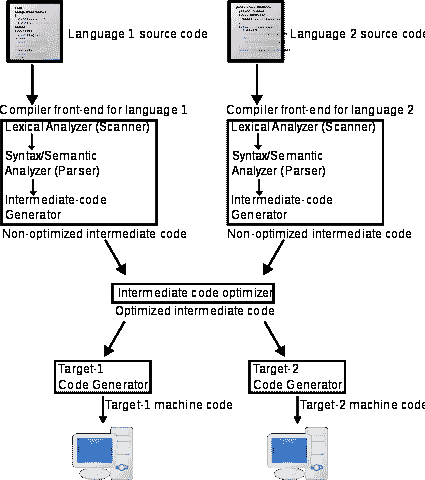 Language 1 source code
Language 2 source code
Compiler front-end for language 1
Lexical Analyzer (Scanner)
Syntax/Semantic
Analyzer (Parser)
Intermediate-code
Generator
Non-optimized intermediate code
Compiler front-end for language 2
Lexical Analyzer (Scanner)
Syntax/Semantic
Analyzer (Parser)
Intermediate-code
Generator
Non-optimized intermediate code
Intermediate code optimizer
Optimized intermediate code
Target-1
Code Generator
Target-1 machine code
Target-2
Code Generator
Target-2 machine code